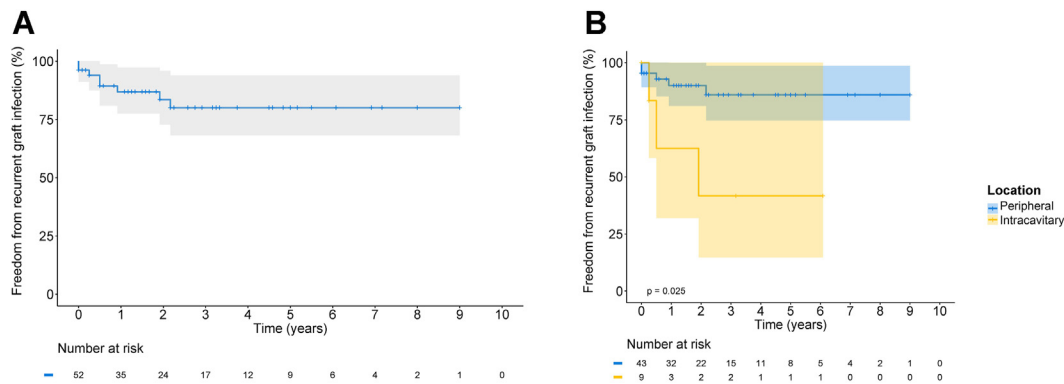 A
Freedom from recurrent graft infection (%)
100
75
50
25
0
0 1 2 3 4 5 6 7 8 9 10
Time (years)
Number at risk
52 35 24 17 12 9 6 4 2 1 0
B
Freedom from recurrent graft infection (%)
100
75
50
25
0
p = 0.025
0 1 2 3 4 5 6 7 8 9 10
Time (years)
Location
Peripheral
Intracavitary
Number at risk
43 32 22 15 11 8 5 4 2 1 0
9 3 2 2 1 1 1 0 0 0 0